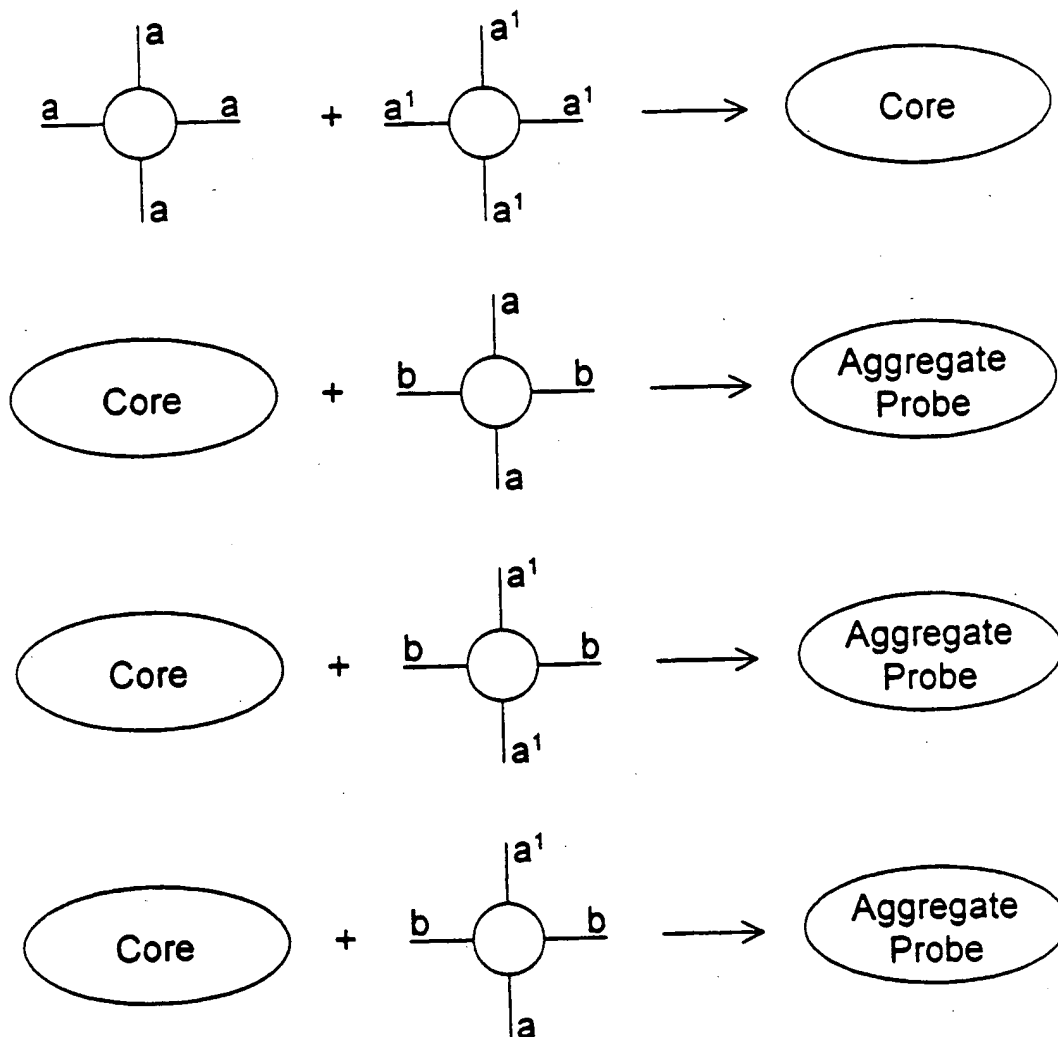 a a¹
a a + a¹ a¹ → Core
a a¹
a
Core + b b → Aggregate
Probe
a
a¹
Core + b b → Aggregate
Probe
a¹
a¹
Core + b b → Aggregate
Probe
a